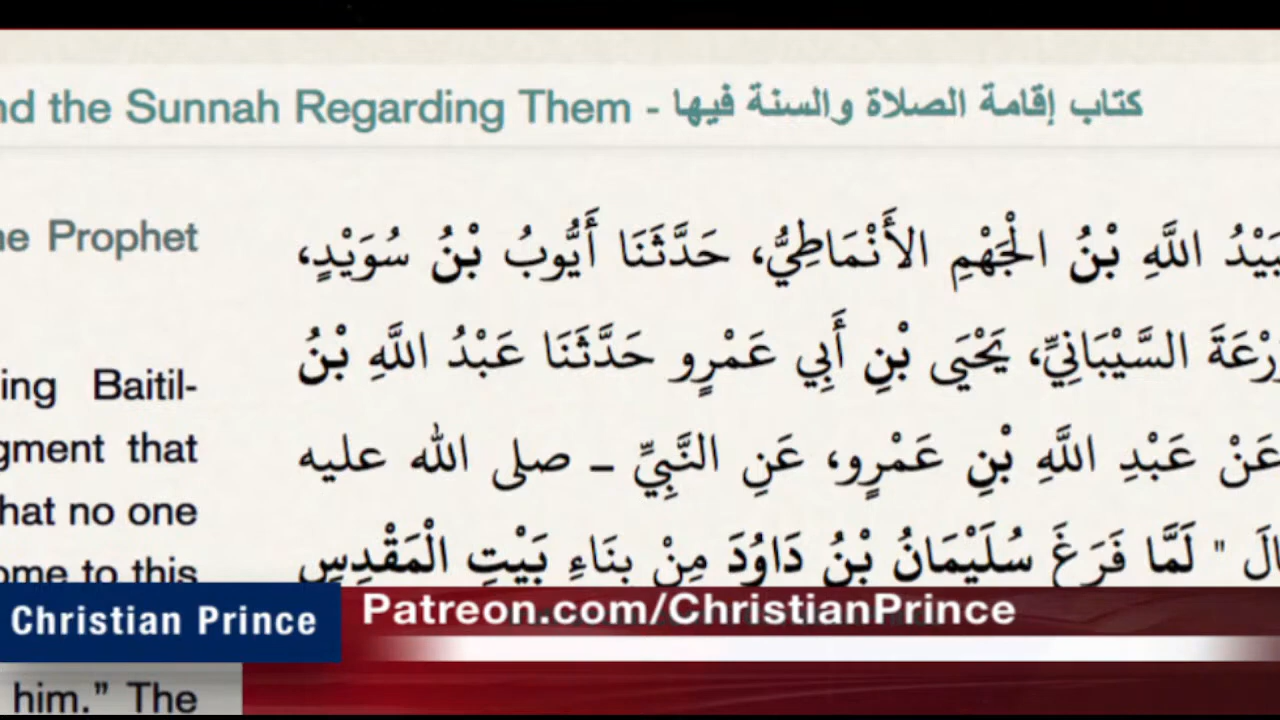 nd the Sunnah Regarding Them - كتاب إقامة الصلاة والسنة فيها
ne Prophet
بَيْدُ اللَّهِ بْنُ الْجَهْمِ الأَنْمَاطِيُّ، حَدَّثَنَا أَيُّوبُ بْنُ سُوَيْدٍ،
زُرْعَةَ السَّيْبَانِيِّ، يَحْيَى بْنِ أَبِي عَمْرٍو حَدَّثَنَا عَبْدُ اللَّهِ بْنُ
ing Baitil-
عَنْ عَبْدِ اللَّهِ بْنِ عَمْرٍو، عَنِ النَّبِيِّ ـ صلى الله عليه
gment that
hat no one
الَ " لَمَّا فَرَغَ سُلَيْمَانُ بْنُ دَاوُدَ مِنْ بِنَاءِ بَيْتِ الْمَقْدِسِ
ome to this
Christian Prince
Patreon.com/ChristianPrince
him.” The